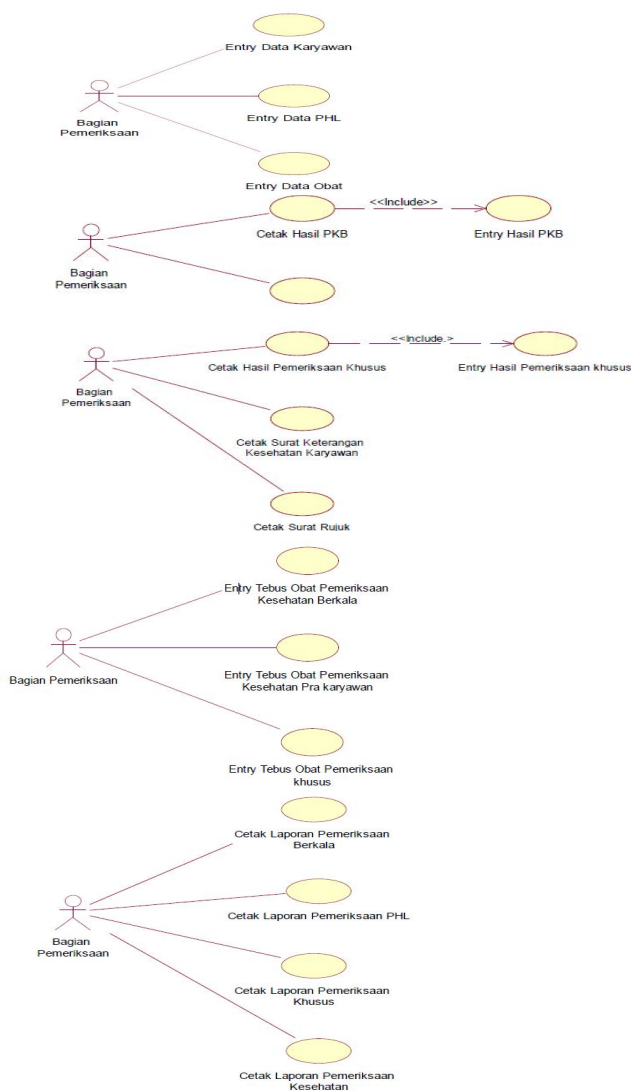 Entry Data Karyawan
Bagian
Pemeriksaan
Entry Data PHL
Entry Data Obat
<<Include>>
Cetak Hasil PKB
Entry Hasil PKB
Bagian
Pemeriksaan
<<Include.>
Cetak Hasil Pemeriksaan Khusus
Entry Hasil Pemeriksaan khusus
Bagian
Pemeriksaan
Cetak Surat Keterangan
Kesehatan Karyawan
Cetak Surat Rujuk
Entry Tebus Obat Pemeriksaan
Kesehatan Berkala
Bagian Pemeriksaan
Entry Tebus Obat Pemeriksaan
Kesehatan Pra karyawan
Entry Tebus Obat Pemeriksaan
khusus
Cetak Laporan Pemeriksaan
Berkala
Cetak Laporan Pemeriksaan PHL
Bagian
Pemeriksaan
Cetak Laporan Pemeriksaan
Khusus
Cetak Laporan Pemeriksaan
Kesehatan